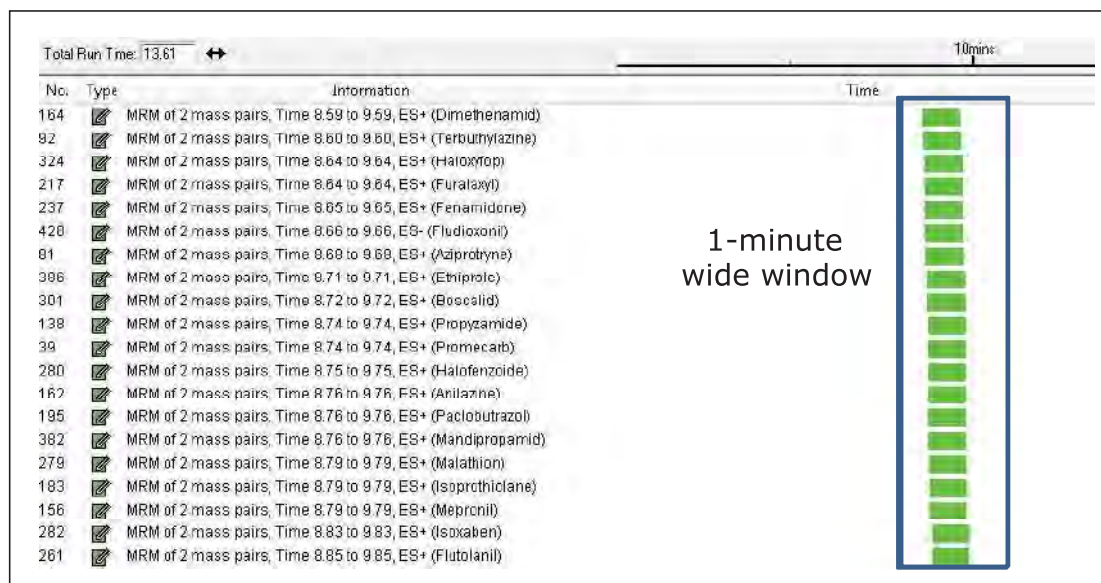 Total Run Time: 13.61
10mins
No. Type Information Time
164 MRM of 2 mass pairs, Time 8.59 to 9.59, ES+ (Dimethenamid)
92 MRM of 2 mass pairs, Time 8.60 to 9.60, ES+ (Terbuthylazine)
324 MRM of 2 mass pairs, Time 8.64 to 9.64, ES+ (Haloxyfop)
217 MRM of 2 mass pairs, Time 8.64 to 9.64, ES+ (Furalaxyl)
237 MRM of 2 mass pairs, Time 8.65 to 9.65, ES+ (Fenamidone)
428 MRM of 2 mass pairs, Time 8.66 to 9.66, ES- (Fludioxonil)
81 MRM of 2 mass pairs, Time 8.68 to 9.68, ES+ (Aziprotryne)
386 MRM of 2 mass pairs, Time 8.71 to 9.71, ES+ (Ethiprole)
301 MRM of 2 mass pairs, Time 8.72 to 9.72, ES+ (Boscalid)
138 MRM of 2 mass pairs, Time 8.74 to 9.74, ES+ (Propyzamide)
39 MRM of 2 mass pairs, Time 8.74 to 9.74, ES+ (Promecarb)
280 MRM of 2 mass pairs, Time 8.75 to 9.75, ES+ (Halofenzoide)
162 MRM of 2 mass pairs, Time 8.76 to 9.76, ES+ (Anilazine)
195 MRM of 2 mass pairs, Time 8.76 to 9.76, ES+ (Paclobutrazol)
382 MRM of 2 mass pairs, Time 8.76 to 9.76, ES+ (Mandipropamid)
279 MRM of 2 mass pairs, Time 8.79 to 9.79, ES+ (Malathion)
183 MRM of 2 mass pairs, Time 8.79 to 9.79, ES+ (Isoprothiolane)
156 MRM of 2 mass pairs, Time 8.79 to 9.79, ES+ (Mepronil)
282 MRM of 2 mass pairs, Time 8.83 to 9.83, ES+ (Isoxaben)
261 MRM of 2 mass pairs, Time 8.85 to 9.85, ES+ (Flutolanil)
1-minute
wide window